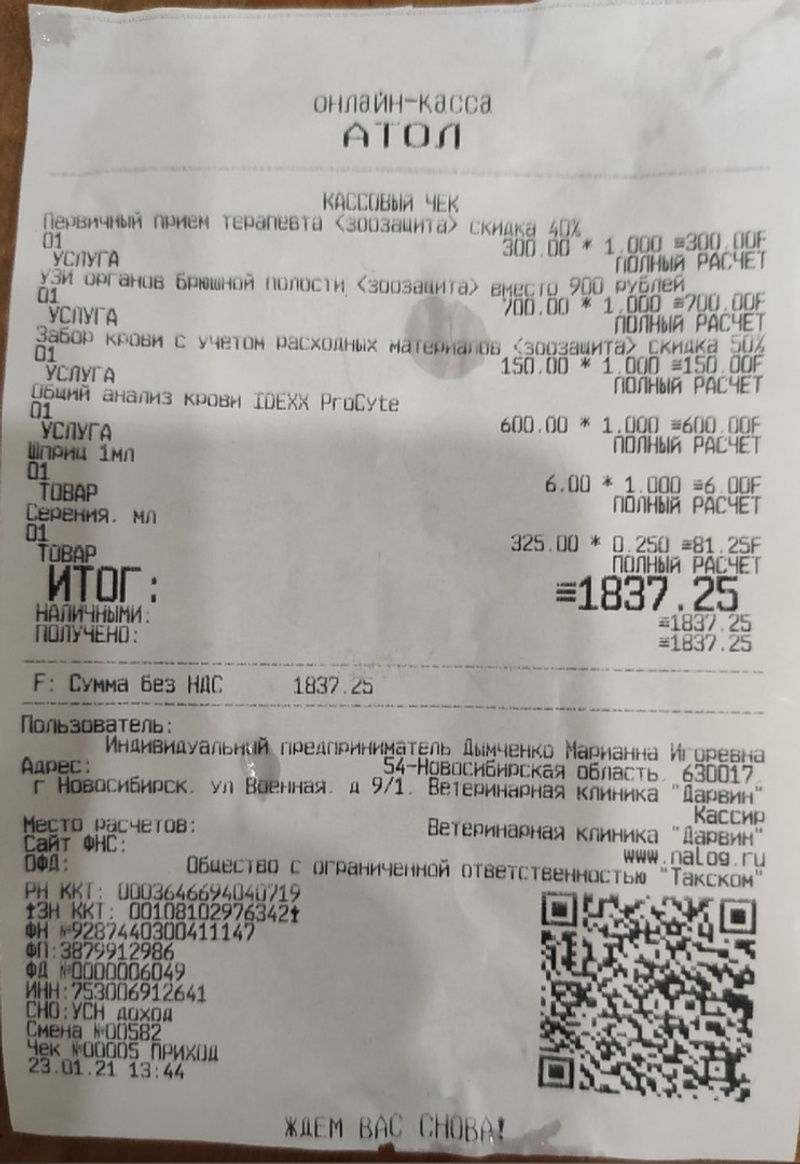 ОНЛАЙН-КАССА
АТОЛ
КАССОВЫЙ ЧЕК
Первичный прием терапевта <зоозащита> скидка 40%
01 300.00 * 1.000 ≡300.00F
УСЛУГА ПОЛНЫЙ РАСЧЕТ
УЗИ органов брюшной полости <зоозащита> вместо 900 рублей
01 700.00 * 1.000 ≡700.00F
УСЛУГА ПОЛНЫЙ РАСЧЕТ
Забор крови с учетом расходных материалов <зоозащита> скидка 50%
01 150.00 * 1.000 ≡150.00F
УСЛУГА ПОЛНЫЙ РАСЧЕТ
Общий анализ крови IDEXX ProCyte
01 600.00 * 1.000 ≡600.00F
УСЛУГА ПОЛНЫЙ РАСЧЕТ
Шприц 1мл
01 6.00 * 1.000 ≡6.00F
ТОВАР ПОЛНЫЙ РАСЧЕТ
Серения. мл
01 325.00 * 0.250 ≡81.25F
ТОВАР ПОЛНЫЙ РАСЧЕТ
ИТОГ: ≡1837.25
НАЛИЧНЫМИ: ≡1837.25
ПОЛУЧЕНО: ≡1837.25
F: Сумма без НДС 1837.25
Пользователь:
Индивидуальный предприниматель Дымченко Марианна Игоревна
Адрес: 54-Новосибирская область. 630017.
г Новосибирск. ул Военная. д 9/1. Ветеринарная клиника "Дарвин"
Кассир
Место расчетов: Ветеринарная клиника "Дарвин"
Сайт ФНС: www.nalog.ru
ОФД: Общество с ограниченной ответственностью "Такском"
РН ККТ: 0003646694040719
↑ЗН ККТ: 00108102976342↑
ФН №9287440300411147
ФП:3879912986
ФД №0000006049
ИНН:753006912641
СНО:УСН доход
Смена №00582
Чек №00005 ПРИХОД
23.01.21 13:44
ЖДЕМ ВАС СНОВА!